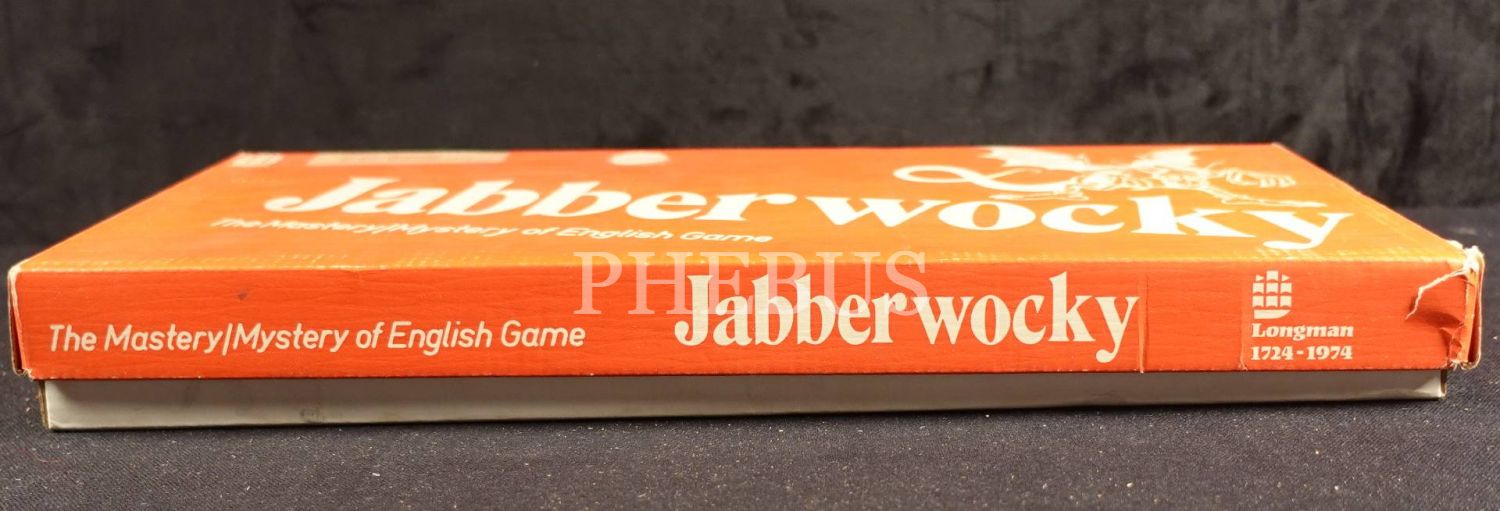 Jabberwocky
The Mastery/Mystery of English Game
PHEBUS
The Mastery/Mystery of English Game
Jabberwocky
Longman
1724-1974